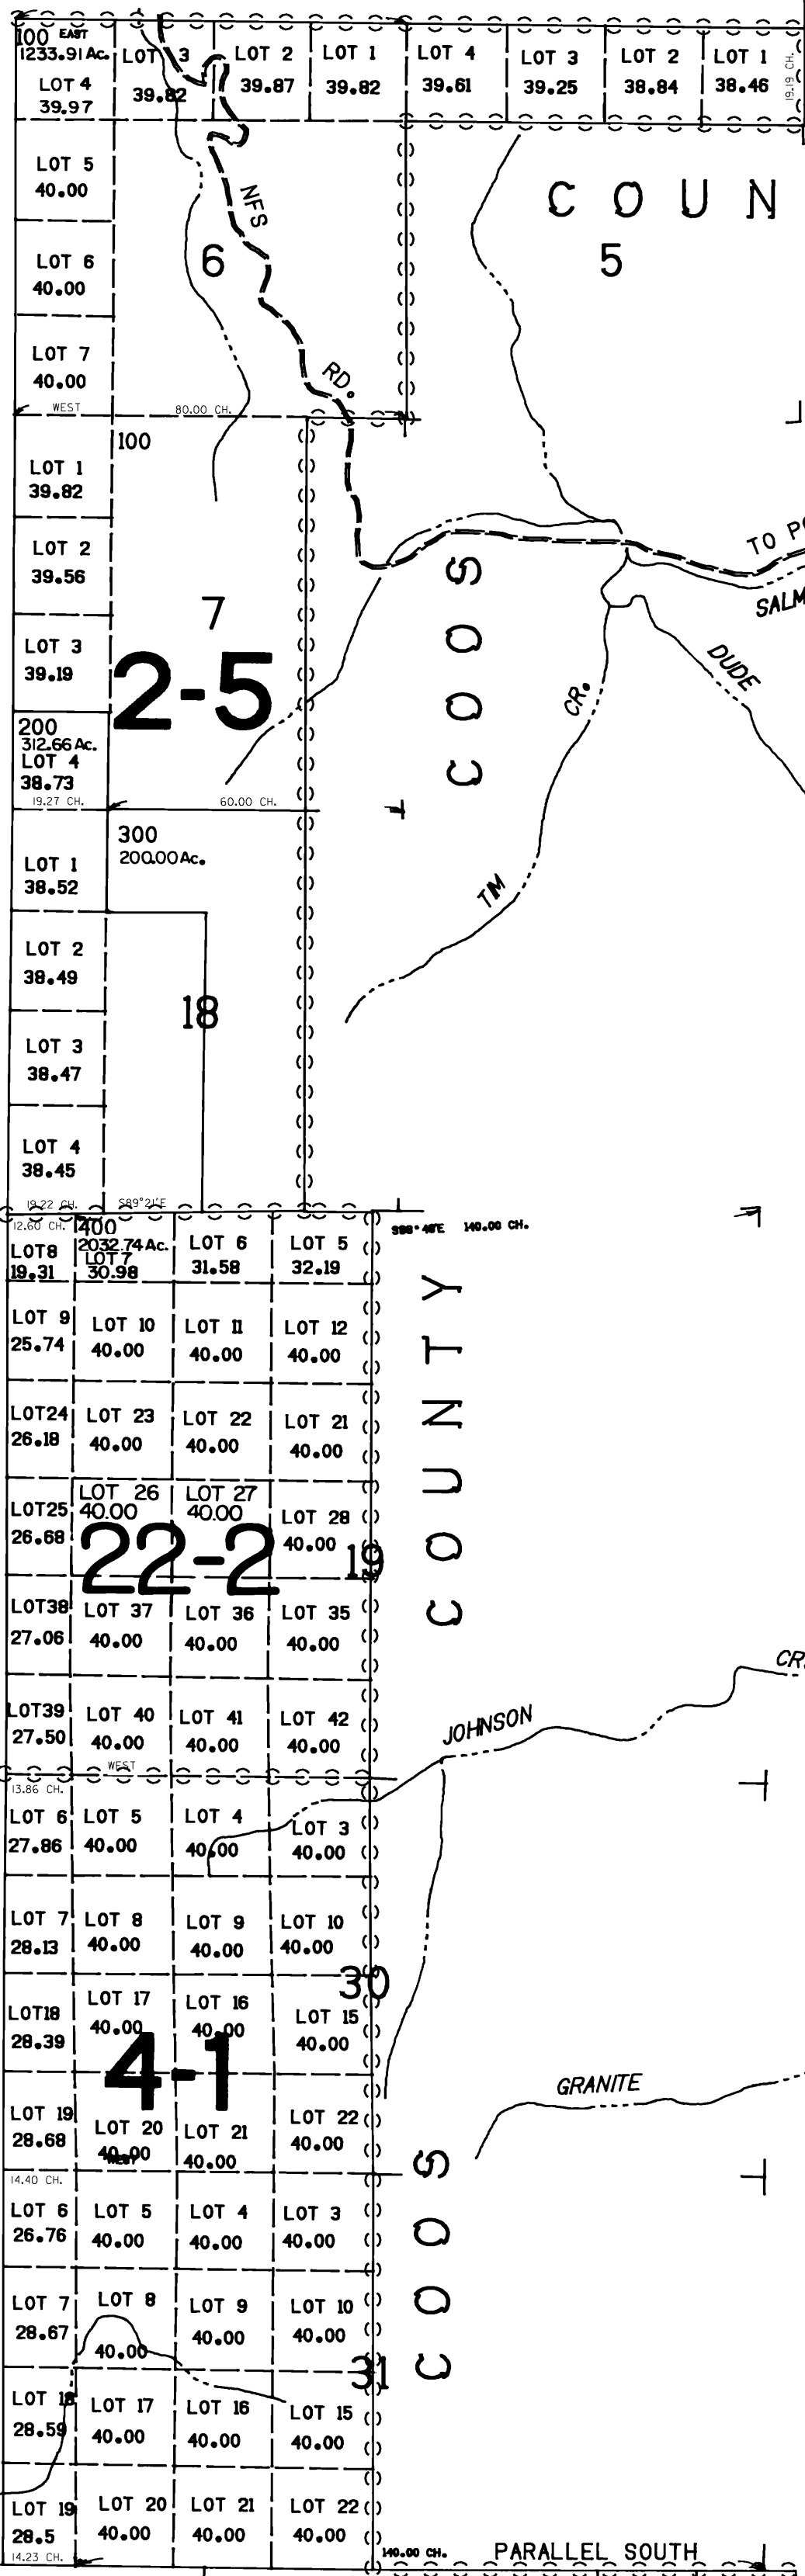 100 EAST
1233.91 Ac.
LOT 4
39.97
LOT 3
39.82
LOT 2
39.87
LOT 1
39.82
LOT 4
39.61
LOT 3
39.25
LOT 2
38.84
LOT 1
38.46
19.19 CH.
LOT 5
40.00
LOT 6
40.00
LOT 7
40.00
WEST
80.00 CH.
NFS
RD.
6
COUN
5
100
LOT 1
39.82
LOT 2
39.56
LOT 3
39.19
7
2-5
200
312.66 Ac.
LOT 4
38.73
19.27 CH.
60.00 CH.
COOS
TO PO
SALM
DUDE
CR.
TIM
300
200.00 Ac.
LOT 1
38.52
LOT 2
38.49
LOT 3
38.47
LOT 4
38.45
18
19.22 CH.
S89°21'E
12.60 CH.
400
2032.74 Ac.
S88°48'E 140.00 CH.
LOT8
19.31
LOT 7
30.98
LOT 6
31.58
LOT 5
32.19
LOT 9
25.74
LOT 10
40.00
LOT 11
40.00
LOT 12
40.00
LOT24
26.18
LOT 23
40.00
LOT 22
40.00
LOT 21
40.00
LOT25
26.68
LOT 26
40.00
LOT 27
40.00
LOT 28
40.00
22-2
19
COUNTY
LOT38
27.06
LOT 37
40.00
LOT 36
40.00
LOT 35
40.00
LOT39
27.50
LOT 40
40.00
LOT 41
40.00
LOT 42
40.00
WEST
13.86 CH.
JOHNSON
CR.
LOT 6
27.86
LOT 5
40.00
LOT 4
40.00
LOT 3
40.00
LOT 7
28.13
LOT 8
40.00
LOT 9
40.00
LOT 10
40.00
30
LOT18
28.39
LOT 17
40.00
LOT 16
40.00
LOT 15
40.00
4-1
GRANITE
LOT 19
28.68
LOT 20
40.00
WEST
LOT 21
40.00
LOT 22
40.00
14.40 CH.
COOS
LOT 6
26.76
LOT 5
40.00
LOT 4
40.00
LOT 3
40.00
LOT 7
28.67
LOT 8
40.00
LOT 9
40.00
LOT 10
40.00
31
LOT 18
28.59
LOT 17
40.00
LOT 16
40.00
LOT 15
40.00
LOT 19
28.5
LOT 20
40.00
LOT 21
40.00
LOT 22
40.00
14.23 CH.
140.00 CH.
PARALLEL SOUTH